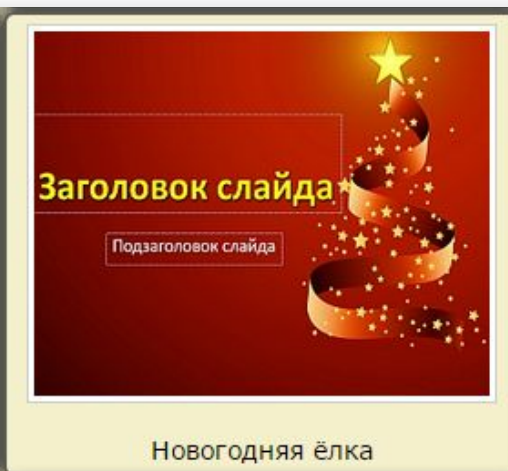 Заголовок слайда
Подзаголовок слайда
Новогодняя ёлка